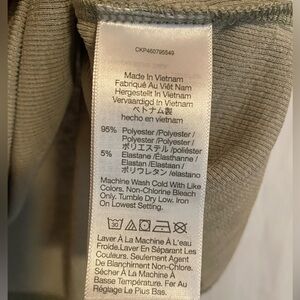 CKP460795549
Made In Vietnam
Fabriqué Au Viêt Nam
Hergestellt In Vietnam
Vervaardigd In Vietnam
ベトナム製
hecho en vietnam
95% Polyester /Polyester /
Polyester /Polyester /
ポリエステル /poliéster
5% Elastane /Élasthanne /
Elastan /Elastaan /
ポリウレタン /elastano
Machine Wash Cold With Like
Colors. Non-Chlorine Bleach
Only. Tumble Dry Low. Iron
On Lowest Setting.
Laver À La Machine À L'eau
Froide.Laver En Séparant Les
Couleurs. Seulement Agent
De Blanchiment Non-Chlore.
Sécher À La Machine À
Basse Température. Fer Au
Réglage Le Plus Bas.